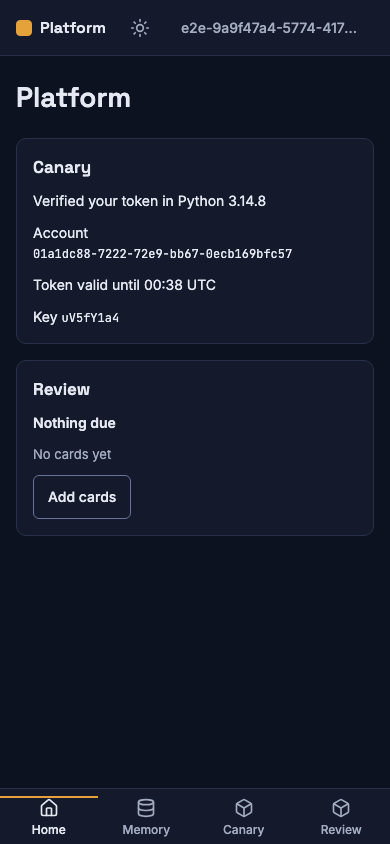 Platform
e2e-9a9f47a4-5774-417...
Platform
Canary
Verified your token in Python 3.14.8
Account
01a1dc88-7222-72e9-bb67-0ecb169bfc57
Token valid until 00:38 UTC
Key uV5fY1a4
Review
Nothing due
No cards yet
Add cards
Home
Memory
Canary
Review